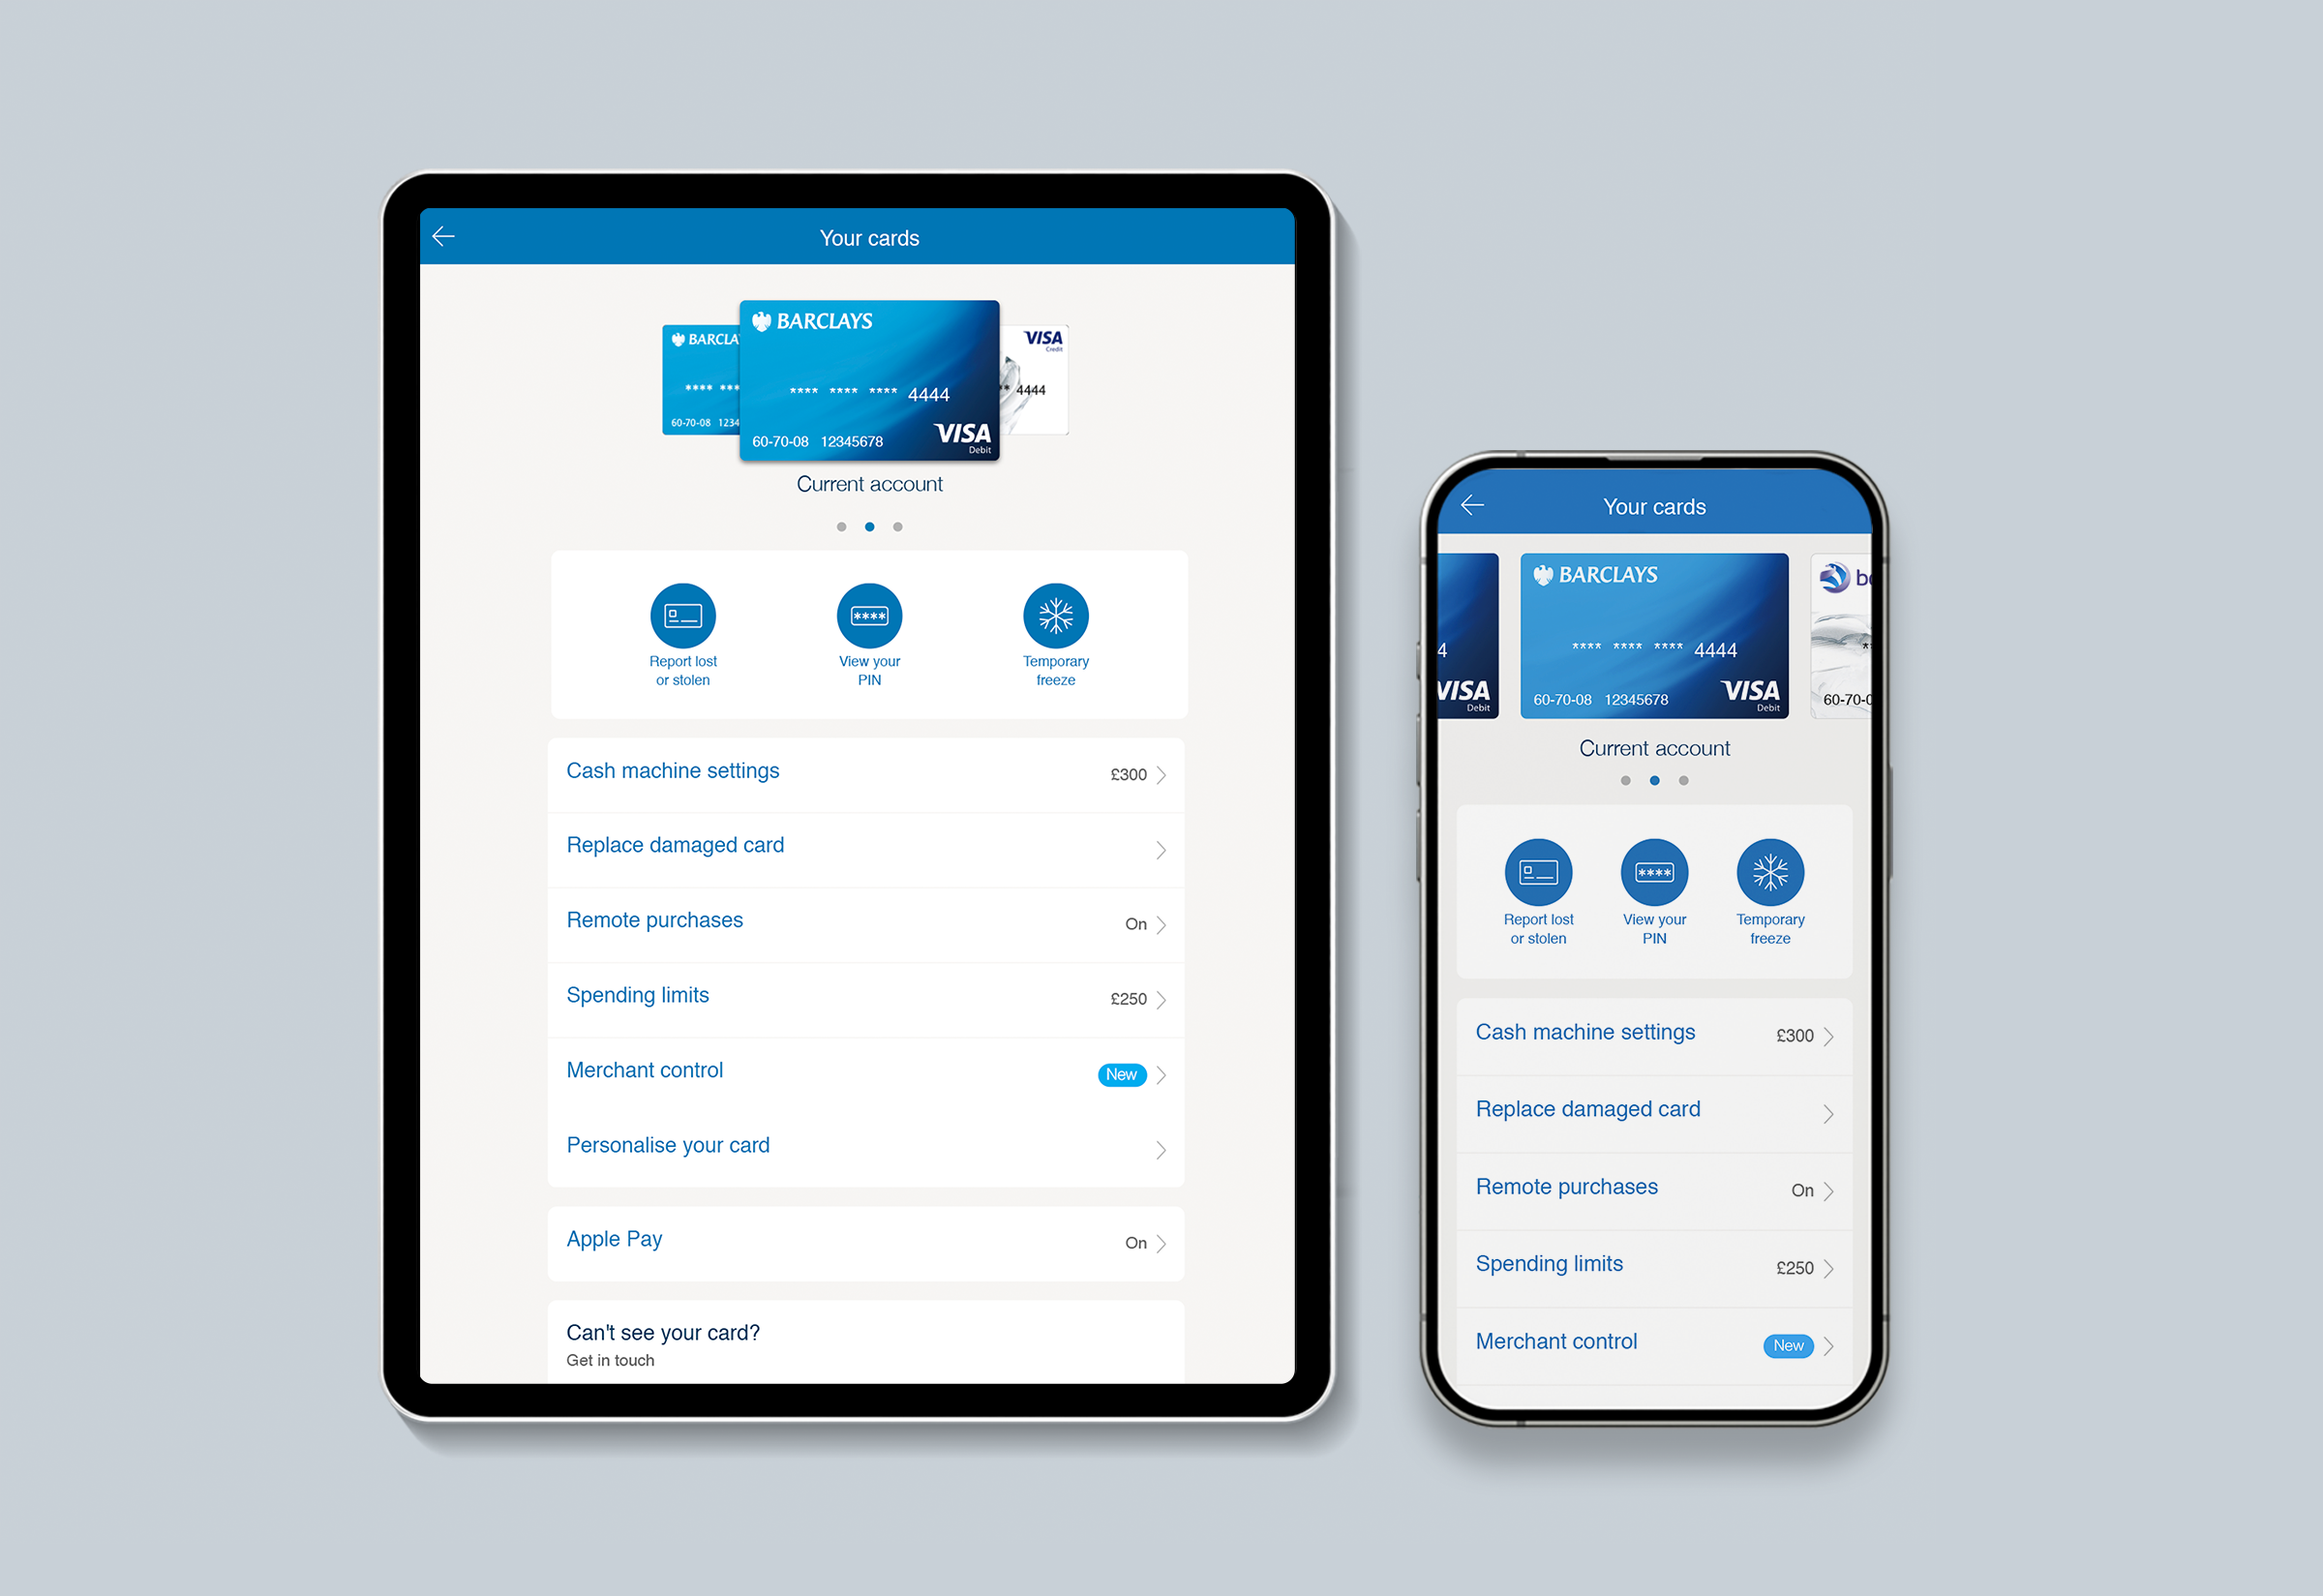 Your cards
BARCLAYS
BARCLA
VISA
Credit
**** ***
**** **** **** 4444
** 4444
60-70-08 1234
60-70-08 12345678
VISA
Debit
Current account
Report lost
or stolen
View your
PIN
Temporary
freeze
Cash machine settings £300
Replace damaged card
Remote purchases On
Spending limits £250
Merchant control New
Personalise your card
Apple Pay On
Can't see your card?
Get in touch
Your cards
4
VISA
Debit
BARCLAYS
**** **** **** 4444
60-70-08 12345678
VISA
Debit
**
60-70-0
Current account
Report lost
or stolen
View your
PIN
Temporary
freeze
Cash machine settings £300
Replace damaged card
Remote purchases On
Spending limits £250
Merchant control New